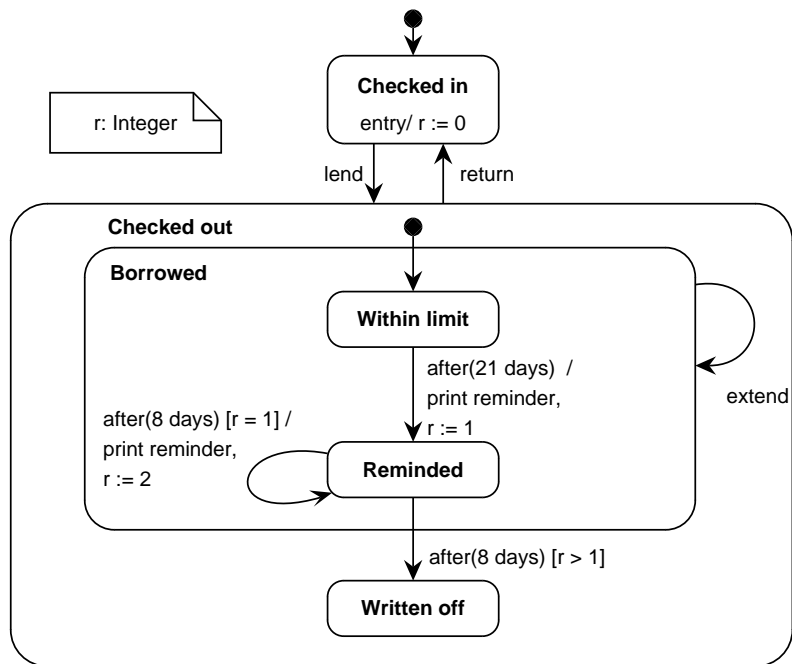 Checked in
entry/ r := 0
r: Integer
lend
return
Checked out
Borrowed
Within limit
after(21 days)  /
print reminder,
r := 1
extend
after(8 days) [r = 1] /
print reminder,
r := 2
Reminded
after(8 days) [r > 1]
Written off